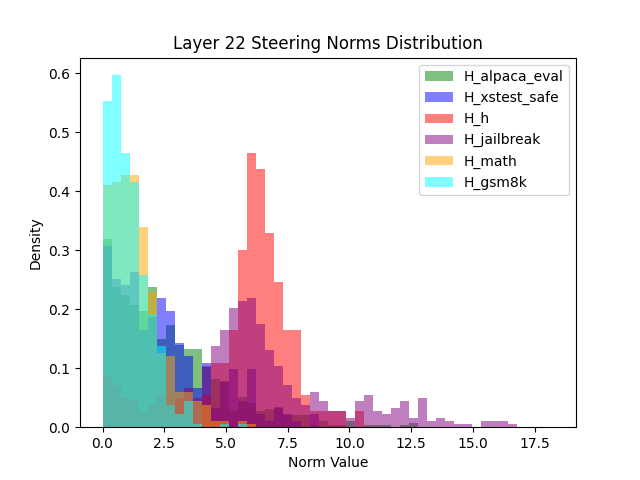 Layer 22 Steering Norms Distribution
H_alpaca_eval
H_xstest_safe
H_h
H_jailbreak
H_math
H_gsm8k
Density
0.6
0.5
0.4
0.3
0.2
0.1
0.0
0.0 2.5 5.0 7.5 10.0 12.5 15.0 17.5
Norm Value